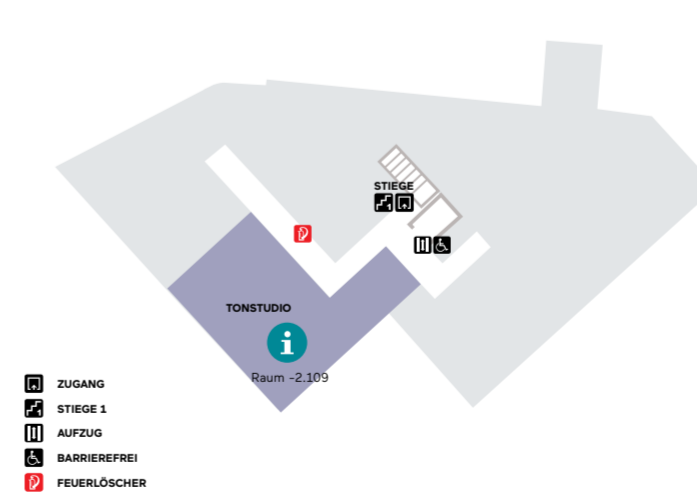 STIEGE
TONSTUDIO
i
Raum -2.109
ZUGANG
STIEGE 1
AUFZUG
BARRIEREFREI
FEUERLÖSCHER